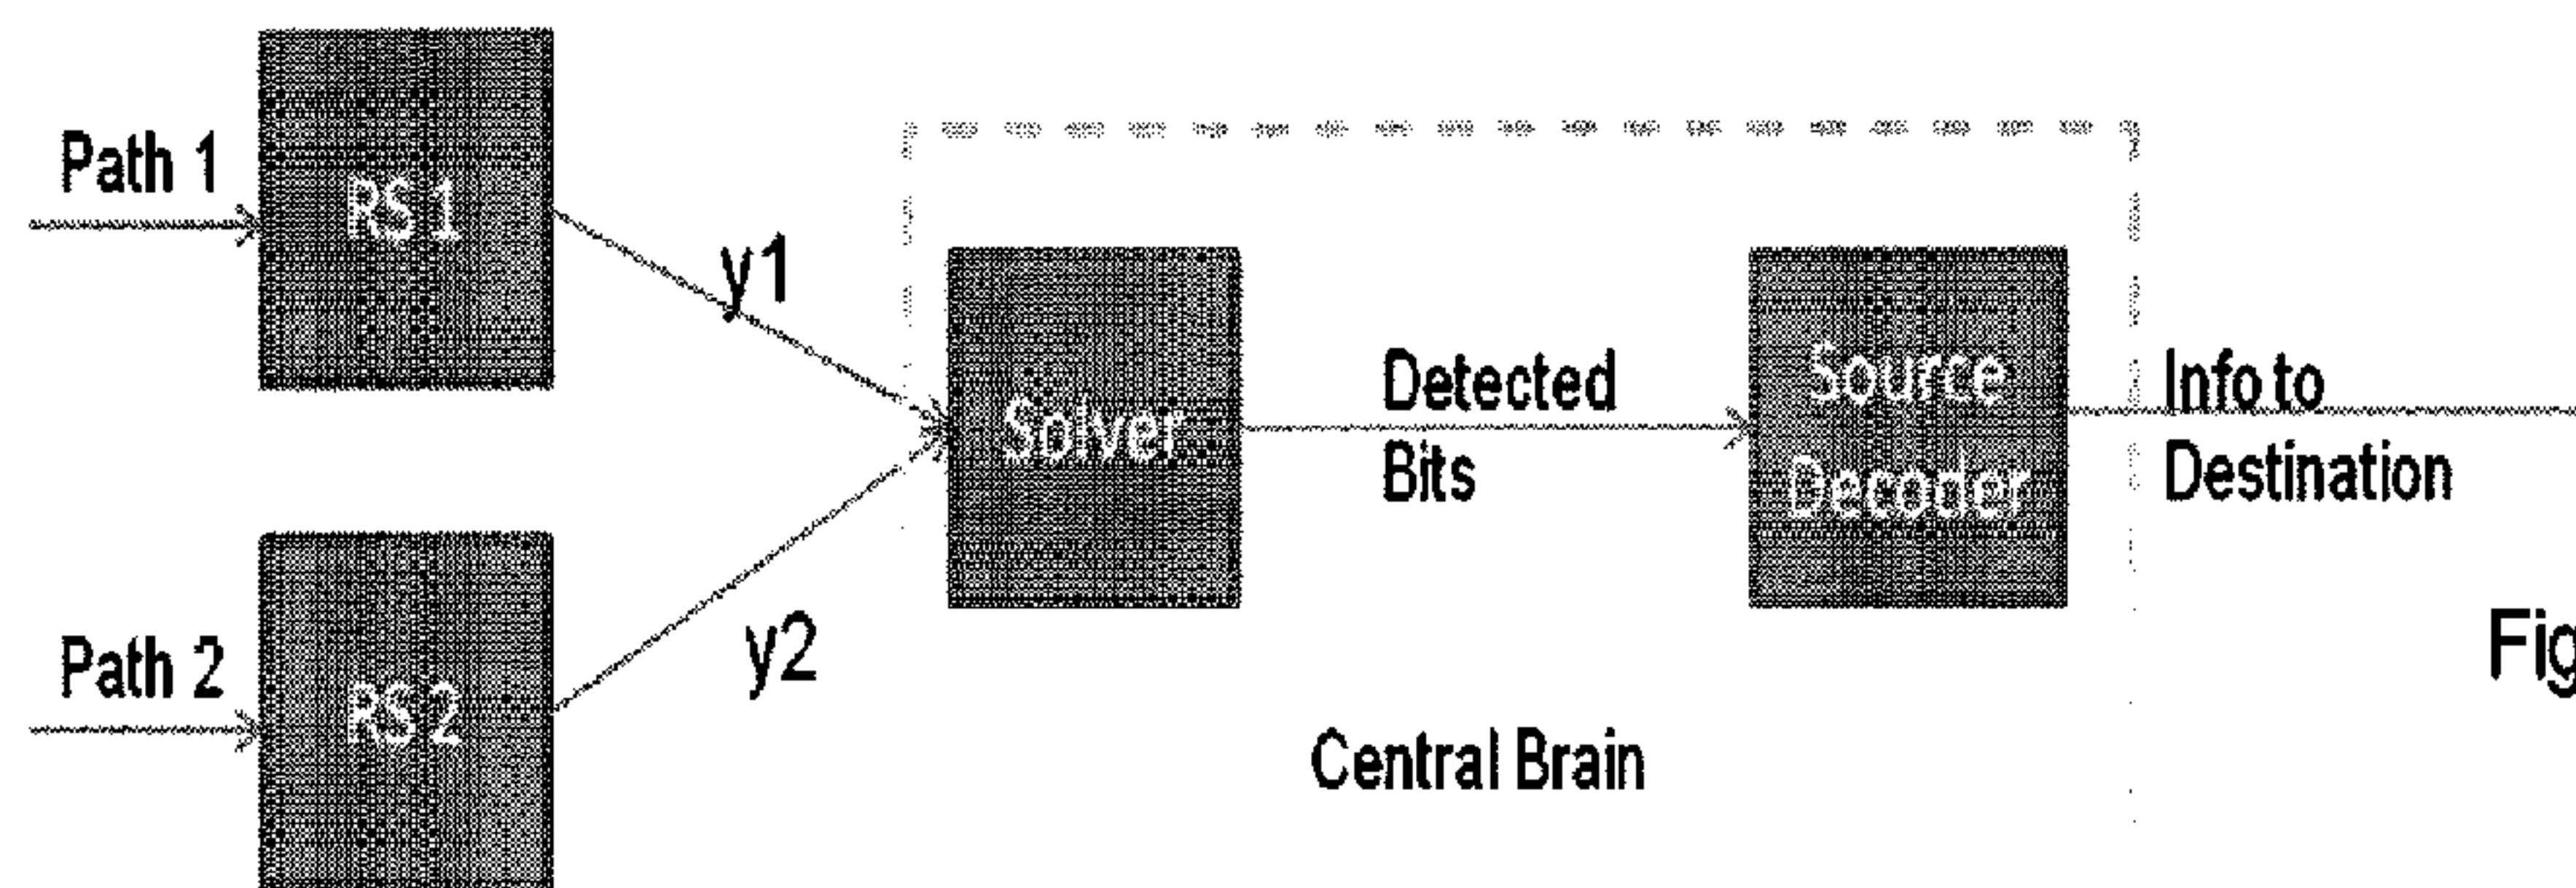 Path 1
RS 1
y1
Solver
Detected
Bits
Source
Decoder
Info to
Destination
Path 2
RS 2
y2
Central Brain
Fig